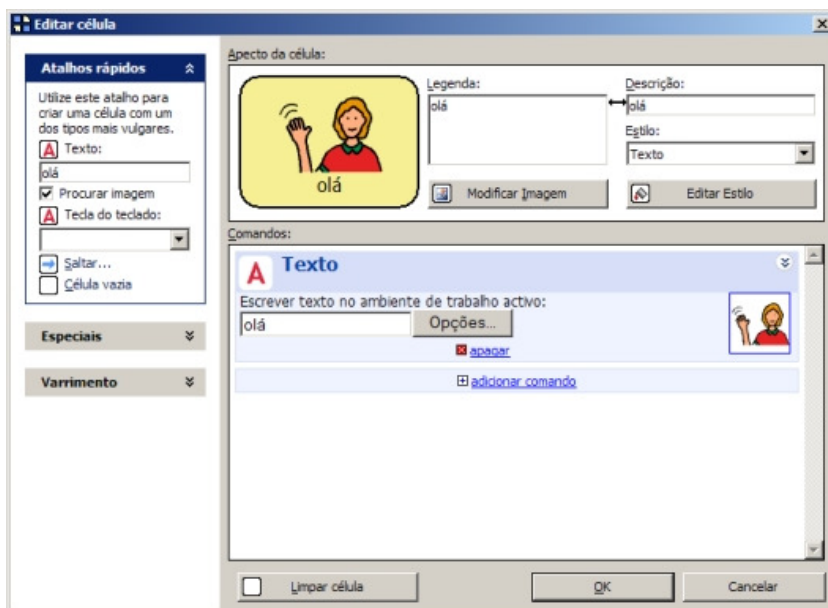 Editar célula
Atalhos rápidos
Utilize este atalho para
criar uma célula com um
dos tipos mais vulgares.
A Texto:
olá
Procurar imagem
A Tecla do teclado:
Saltar...
Célula vazia
Especiais
Varrimento
Apecto da célula:
olá
Legenda:
olá
Descrição:
olá
Estilo:
Texto
Modificar Imagem
Editar Estilo
Comandos:
A Texto
Escrever texto no ambiente de trabalho activo:
olá
Opções...
apagar
adicionar comando
Limpar célula
OK
Cancelar